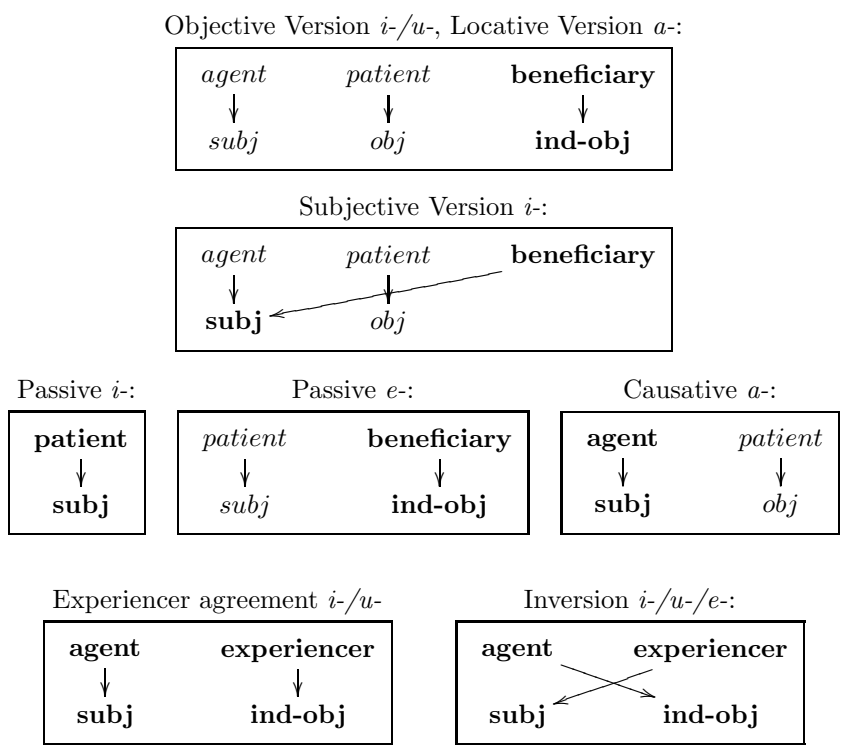 Objective Version i-/u-, Locative Version a-:
agent patient beneficiary
subj obj ind-obj
Subjective Version i-:
agent patient beneficiary
subj obj
Passive i-: Passive e-: Causative a-:
patient patient beneficiary agent patient
subj subj ind-obj subj obj
Experiencer agreement i-/u- Inversion i-/u-/e-:
agent experiencer agent experiencer
subj ind-obj subj ind-obj